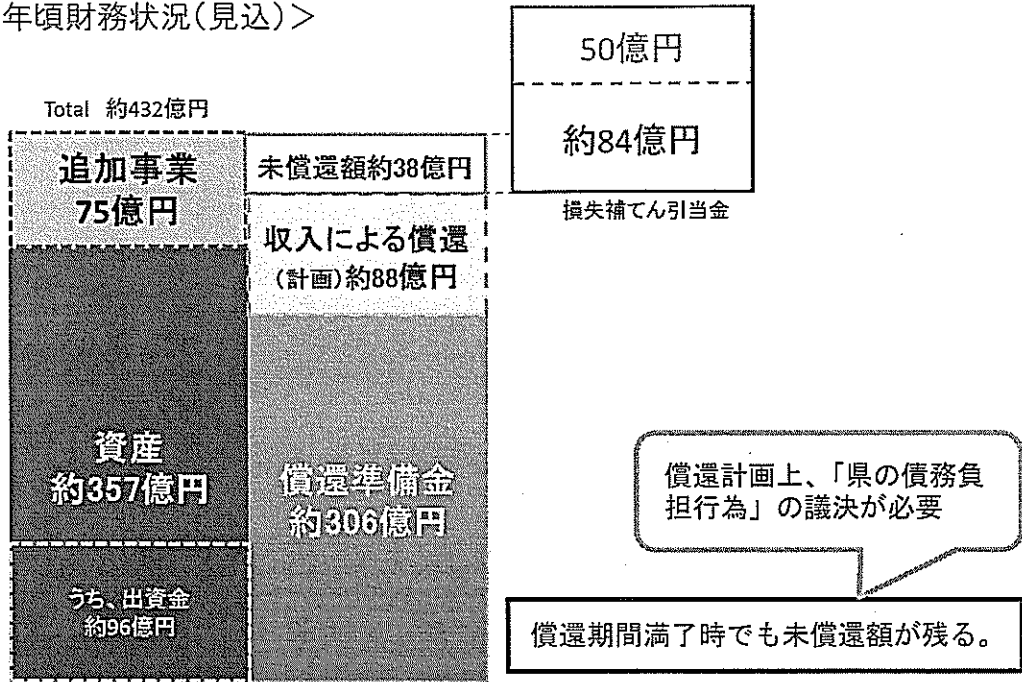 年頃財務状況(見込)>
Total 約432億円
追加事業
75億円
資産
約357億円
うち、出資金
約96億円
未償還額約38億円
収入による償還
(計画)約88億円
償還準備金
約306億円
50億円
約84億円
損失補てん引当金
償還計画上、「県の債務負
担行為」の議決が必要
償還期間満了時でも未償還額が残る。